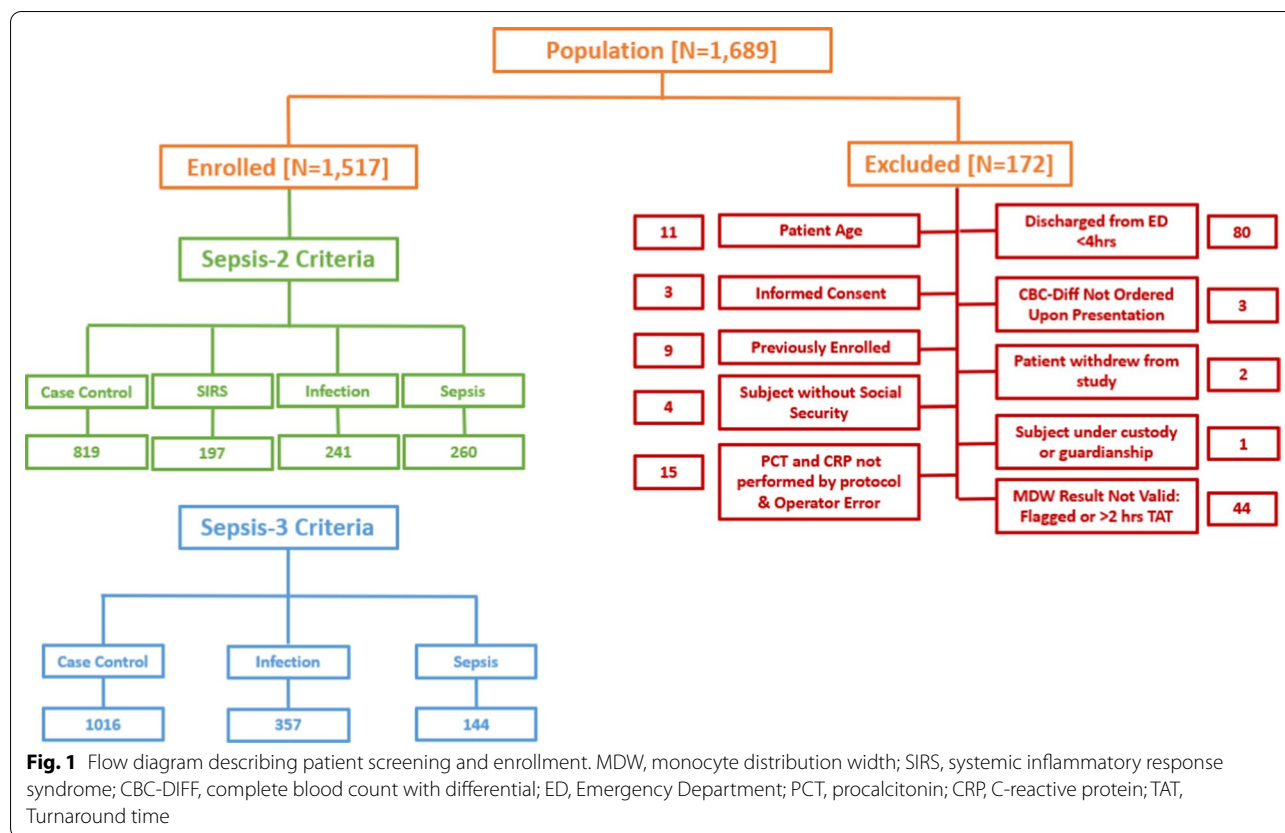 Population [N=1,689]
Enrolled [N=1,517]
Excluded [N=172]
Sepsis-2 Criteria
Case Control
SIRS
Infection
Sepsis
819
197
241
260
Sepsis-3 Criteria
Case Control
Infection
Sepsis
1016
357
144
11
Patient Age
3
Informed Consent
9
Previously Enrolled
4
Subject without Social
Security
15
PCT and CRP not
performed by protocol
& Operator Error
Discharged from ED
<4hrs
80
CBC-Diff Not Ordered
Upon Presentation
3
Patient withdrew from
study
2
Subject under custody
or guardianship
1
MDW Result Not Valid:
Flagged or >2 hrs TAT
44
Fig. 1 Flow diagram describing patient screening and enrollment. MDW, monocyte distribution width; SIRS, systemic inflammatory response
syndrome; CBC-DIFF, complete blood count with differential; ED, Emergency Department; PCT, procalcitonin; CRP, C-reactive protein; TAT,
Turnaround time